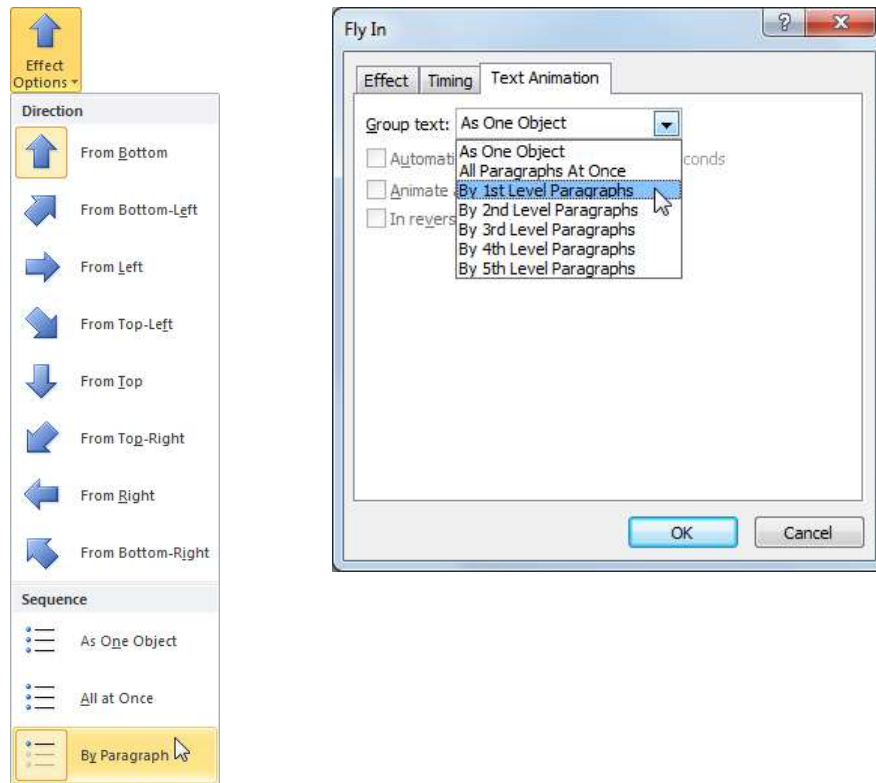 Effect
Options
Direction
From Bottom
From Bottom-Left
From Left
From Top-Left
From Top
From Top-Right
From Right
From Bottom-Right
Sequence
As One Object
All at Once
By Paragraph
Fly In
Effect Timing Text Animation
Group text: As One Object
As One Object
Automati conds
All Paragraphs At Once
Animate
By 1st Level Paragraphs
By 2nd Level Paragraphs
In revers
By 3rd Level Paragraphs
By 4th Level Paragraphs
By 5th Level Paragraphs
OK Cancel